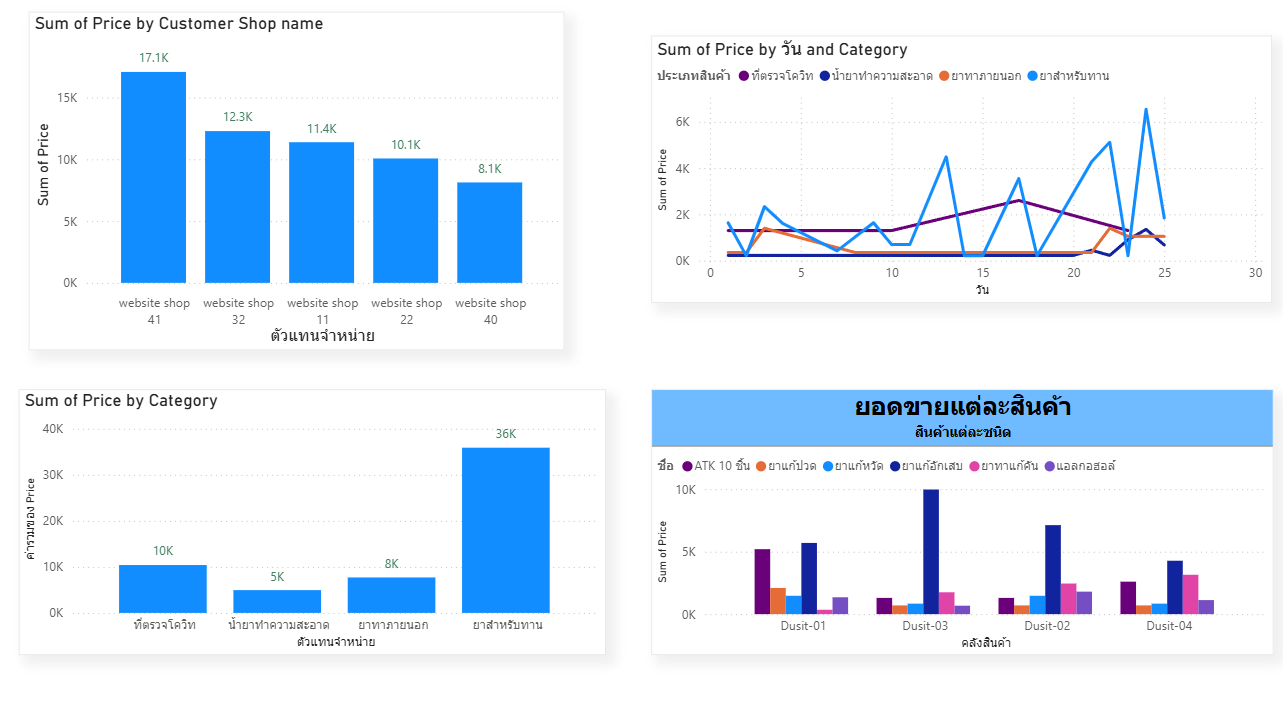 Sum of Price by Customer Shop name
17.1K
12.3K
11.4K
10.1K
8.1K
15K
10K
5K
0K
Sum of Price
website shop 41
website shop 32
website shop 11
website shop 22
website shop 40
ตัวแทนจำหน่าย
Sum of Price by วัน and Category
ประเภทสินค้า ที่ตรวจโควิท น้ำยาทำความสะอาด ยาทาภายนอก ยาสำหรับทาน
6K
4K
2K
0K
Sum of Price
0 5 10 15 20 25 30
วัน
Sum of Price by Category
40K
30K
20K
10K
0K
ค่ารวมของ Price
10K
5K
8K
36K
ที่ตรวจโควิท น้ำยาทำความสะอาด ยาทาภายนอก ยาสำหรับทาน
ตัวแทนจำหน่าย
ยอดขายแต่ละสินค้า
สินค้าแต่ละชนิด
ชื่อ ATK 10 ชิ้น ยาแก้ปวด ยาแก้หวัด ยาแก้อักเสบ ยาทาแก้คัน แอลกอฮอล์
10K
5K
0K
Sum of Price
Dusit-01 Dusit-03 Dusit-02 Dusit-04
คลังสินค้า